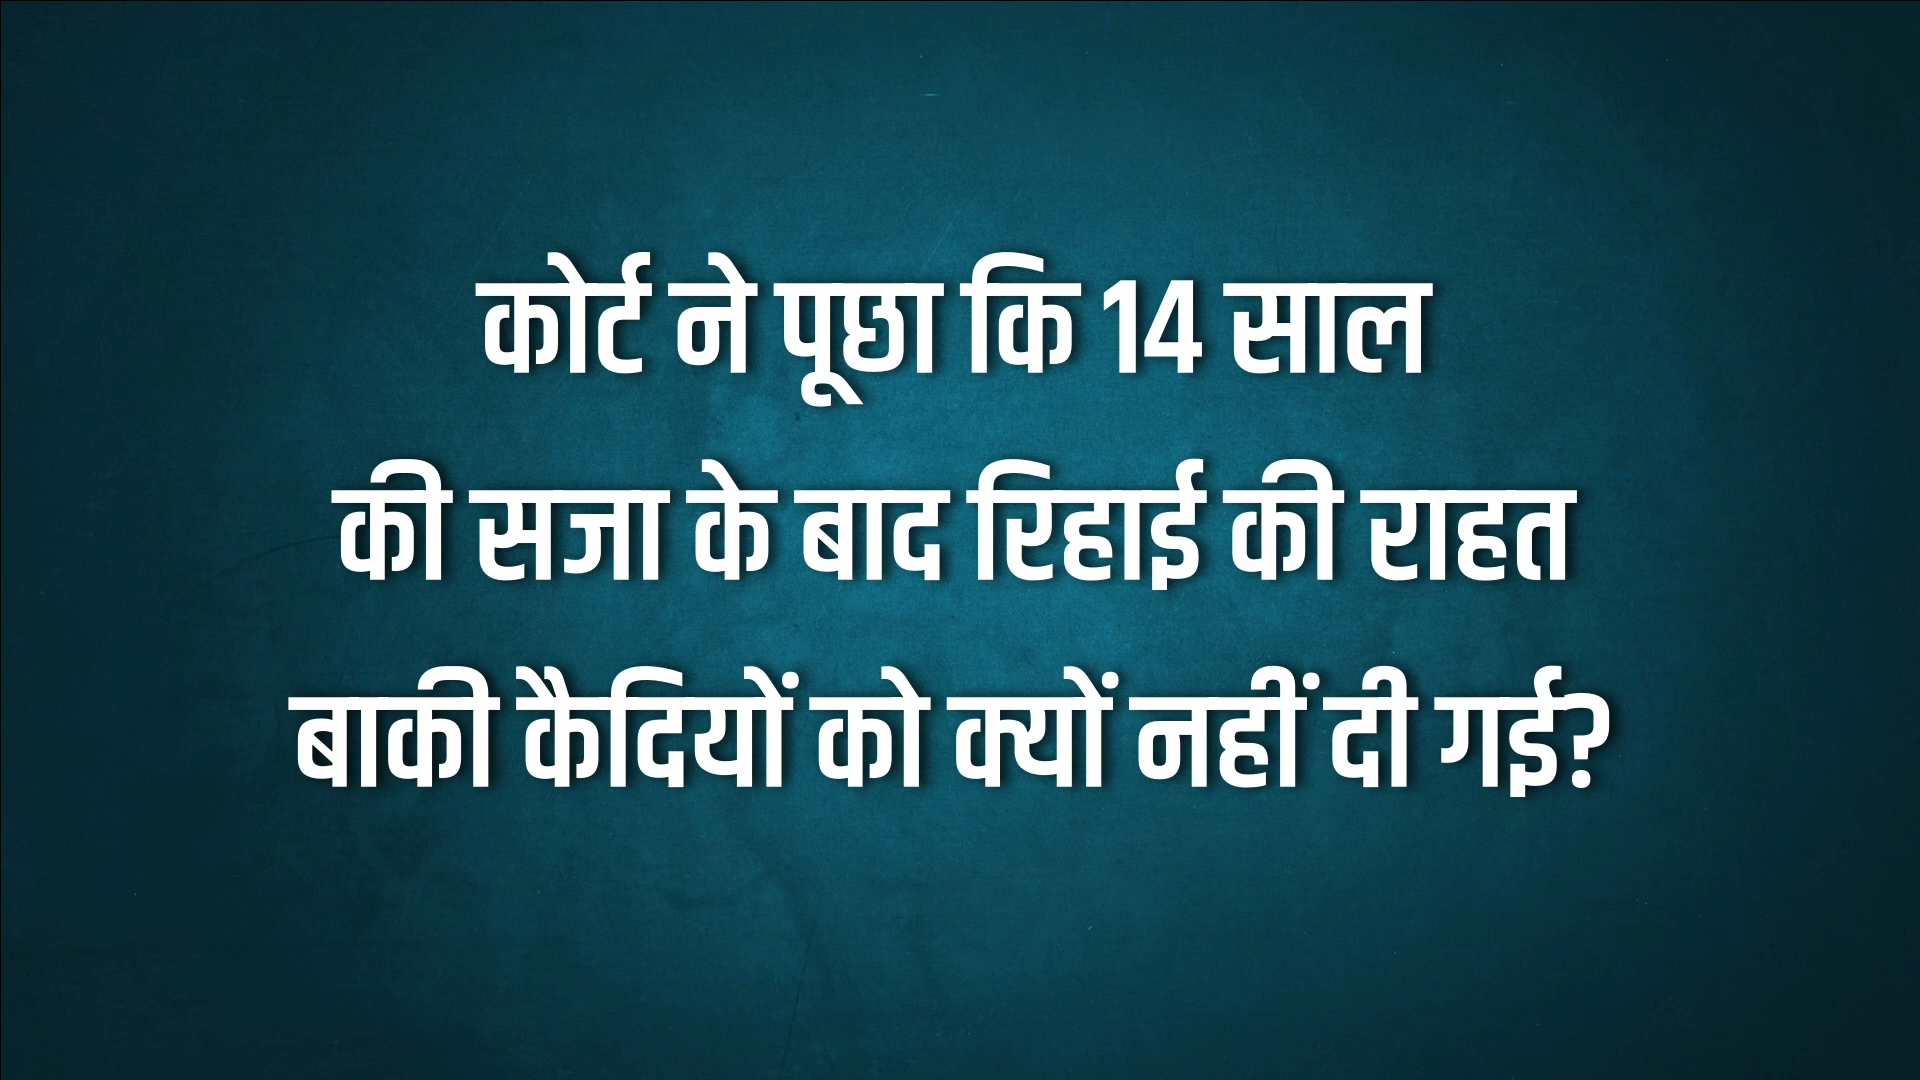 कोर्ट ने पूछा कि 14 साल
की सजा के बाद रिहाई की राहत
बाकी कैदियों को क्यों नहीं दी गई?